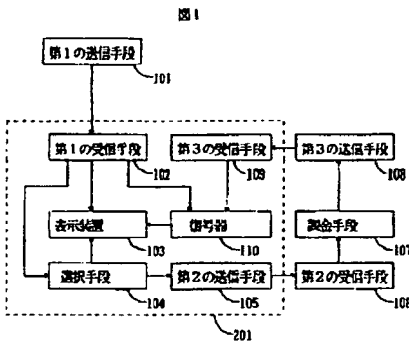 図1
第1の送信手段
101
第1の受信手段
102
第3の受信手段
109
第3の送信手段
108
表示装置
103
110
課金手段
107
選択手段
104
第2の送信手段
105
第2の受信手段
106
201